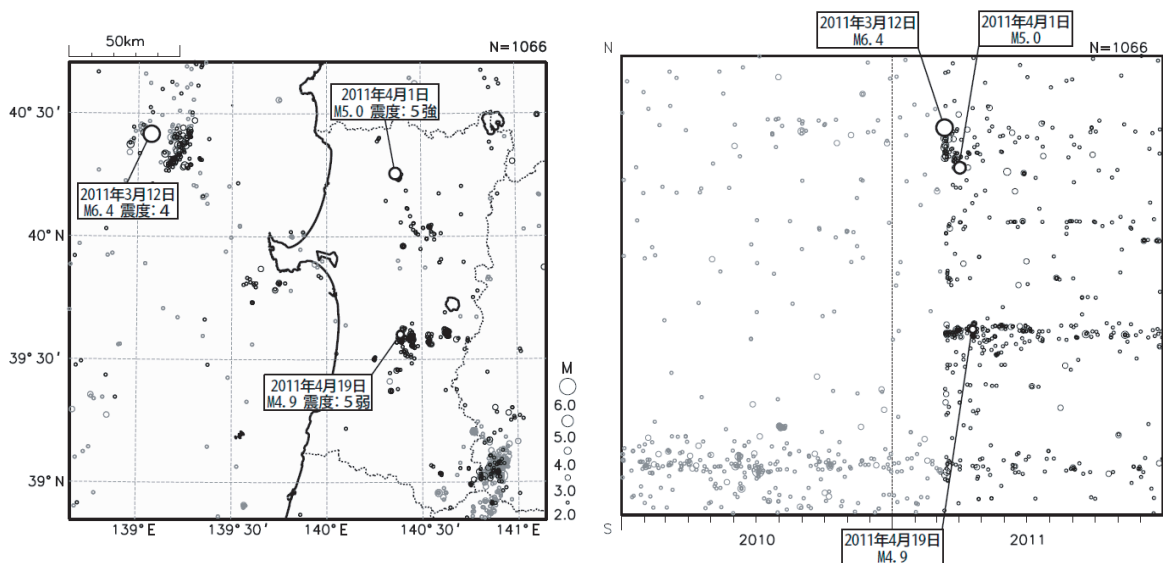 50km
N=1066
40°30′
2011年4月1日
M5.0 震度:5強
2011年3月12日
M6.4 震度:4
40°N
39°30′
2011年4月19日
M4.9 震度:5弱
39°N
139°E
139°30′
140°E
140°30′
141°E
M
6.0
5.0
4.0
3.0
2.0
2011年3月12日
M6.4
2011年4月1日
M5.0
N
N=1066
S
2010
2011年4月19日
M4.9
2011